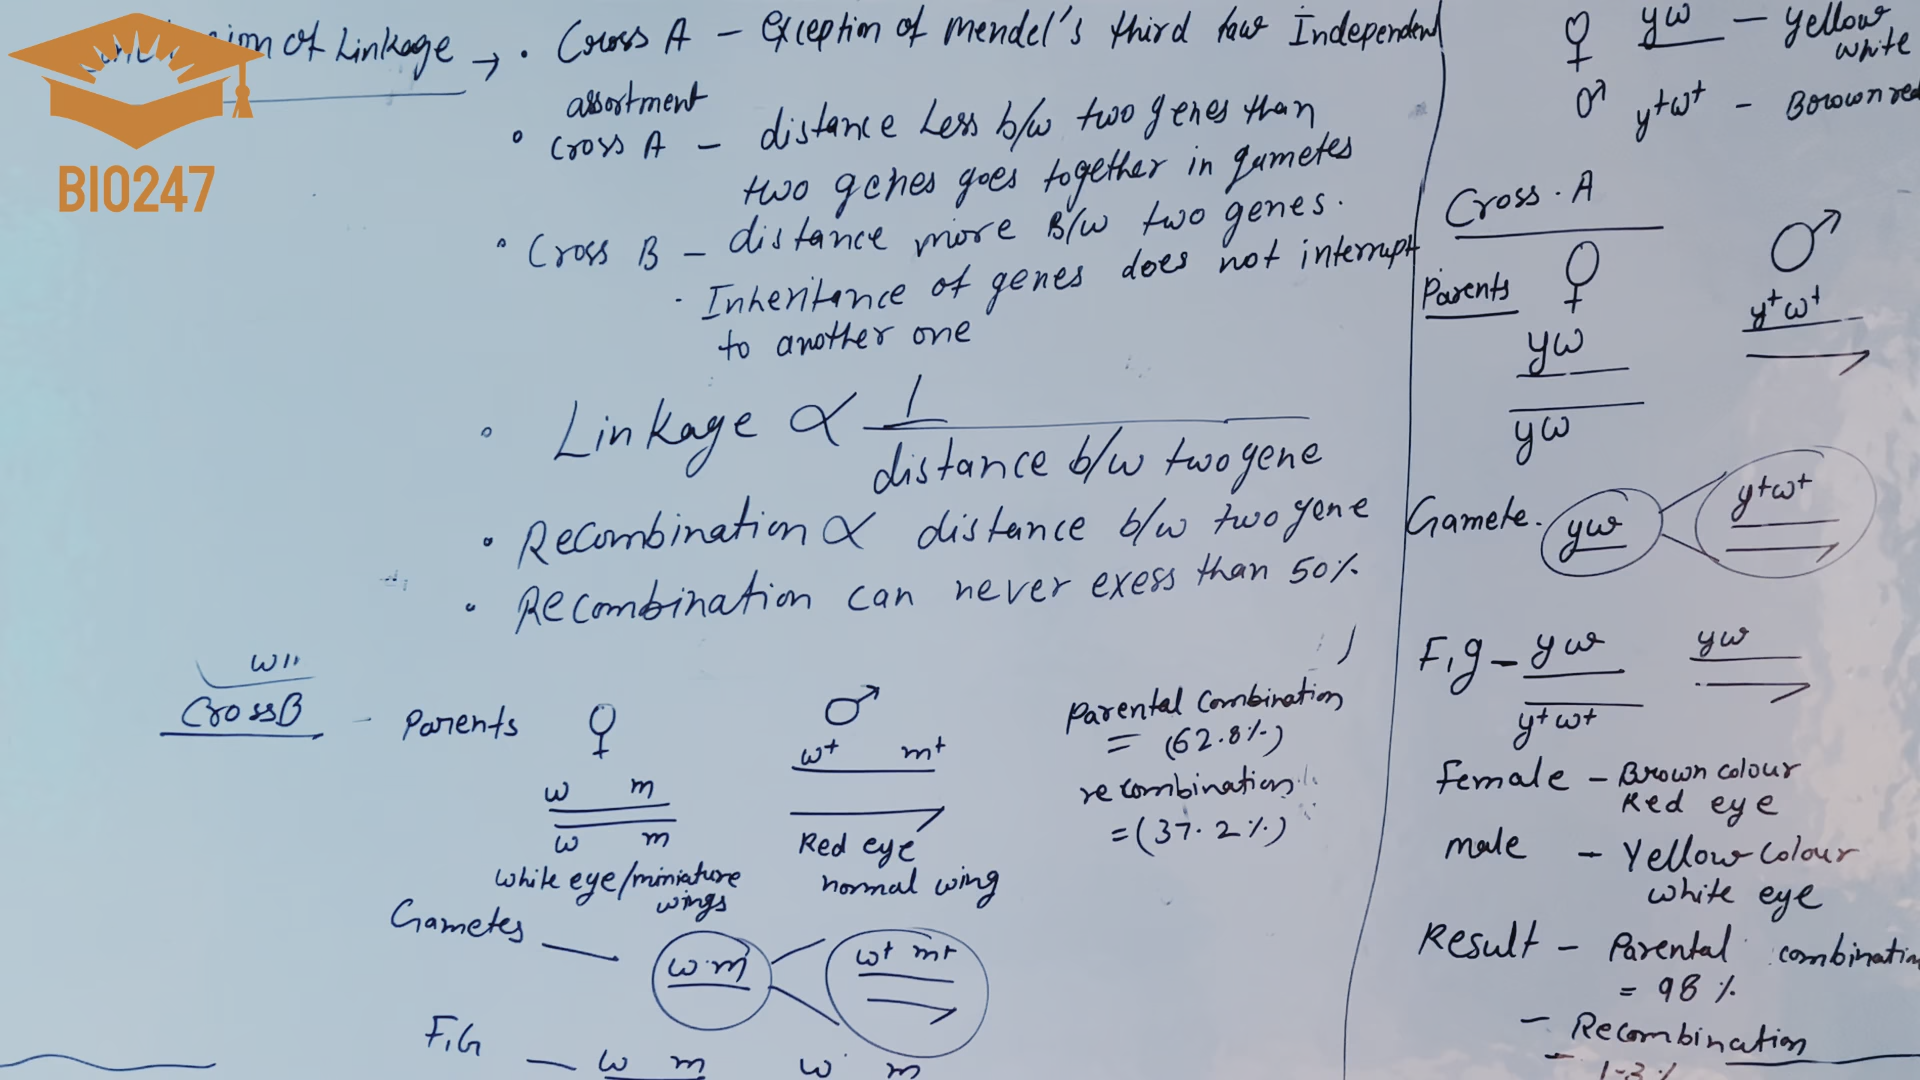 of Linkage → • Cross A – Exception of Mendel's third law Independent
assortment
• Cross A – distance Less b/w two genes than
two genes goes together in gametes
• Cross B – distance more B/w two genes.
• Inheritance of genes does not interrupt
to another one
• Linkage ∝ 1
distance b/w two gene
• Recombination ∝ distance b/w two gene
• Recombination can never exess than 50%
BIO247
CrossB – Parents ♀ ♂
w m w+ m+
w m
white eye/miniature
wings
Red eye
normal wing
Parental Combination
= (62.8%)
recombination
= (37.2%)
Gametes — w m w+ m+
F1G — w m w m
♀ yw – yellow
white
♂ y+w+ – Borown red
Cross. A
Parents ♀ ♂
yw y+w+
yw
Gamete. yw y+w+
F1g – yw yw
y+w+
Female – Brown colour
Red eye
male – Yellow colour
white eye
Result – Parental combination
= 98%
– Recombination